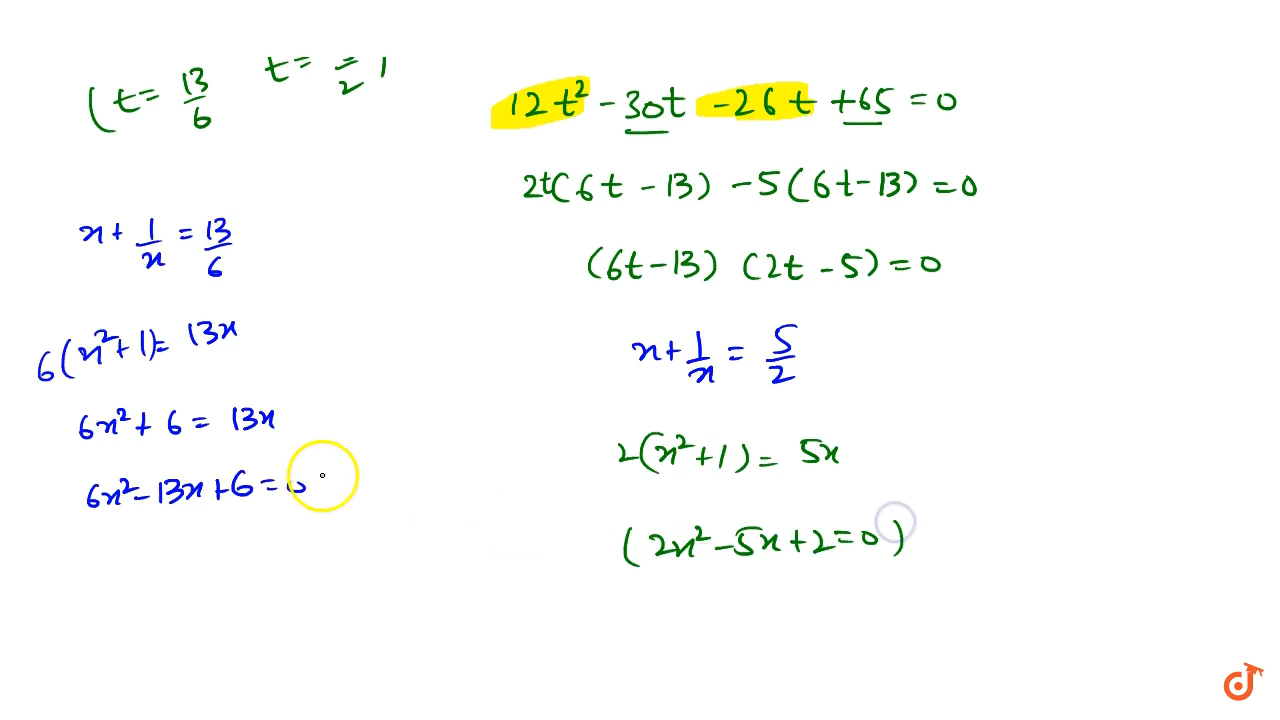 (t = 13/6 t = /2 )
12t² - 30t - 26t + 65 = 0
2t(6t - 13) - 5(6t - 13) = 0
(6t - 13) (2t - 5) = 0
x + 1/x = 13/6
6(x² + 1) = 13x
6x² + 6 = 13x
6x² - 13x + 6 = 0
x + 1/x = 5/2
2(x² + 1) = 5x
(2x² - 5x + 2 = 0)